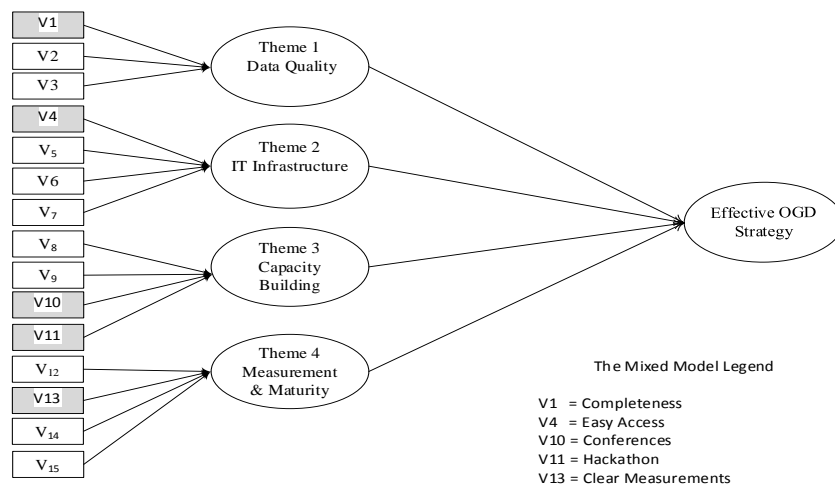 V1
V2
V3
V4
V5
V6
V7
V8
V9
V10
V11
V12
V13
V14
V15
Theme 1
Data Quality
Theme 2
IT Infrastructure
Theme 3
Capacity
Building
Theme 4
Measurement
& Maturity
Effective OGD
Strategy
The Mixed Model Legend
V1 = Completeness
V4 = Easy Access
V10 = Conferences
V11 = Hackathon
V13 = Clear Measurements